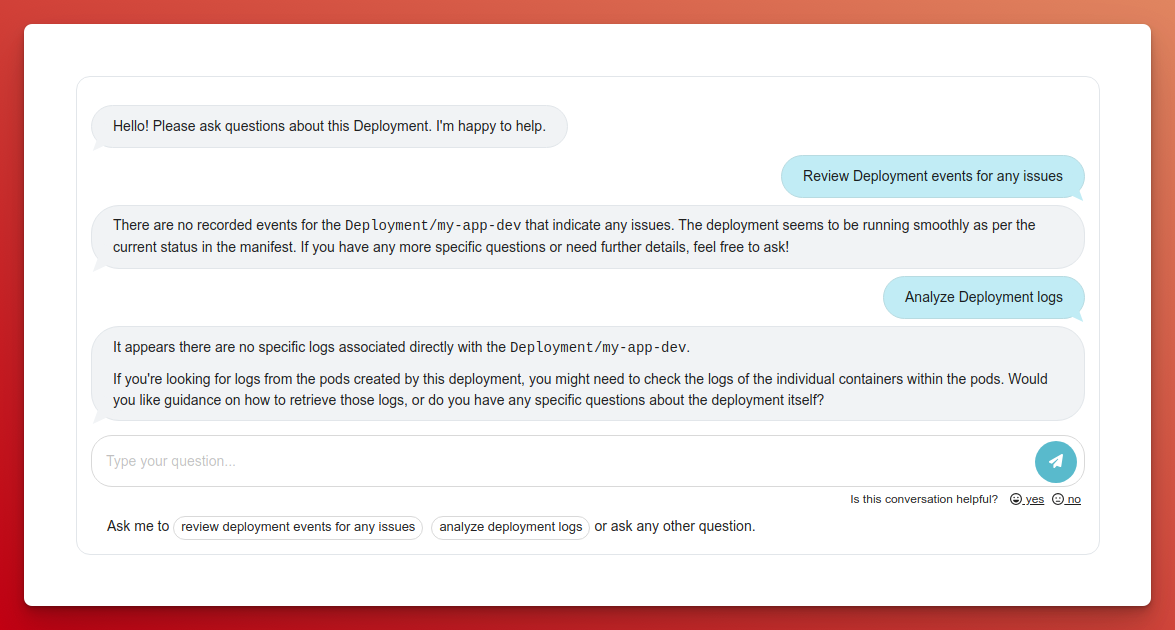 Hello! Please ask questions about this Deployment. I'm happy to help.
Review Deployment events for any issues
There are no recorded events for the Deployment/my-app-dev that indicate any issues. The deployment seems to be running smoothly as per the
current status in the manifest. If you have any more specific questions or need further details, feel free to ask!
Analyze Deployment logs
It appears there are no specific logs associated directly with the Deployment/my-app-dev.
If you're looking for logs from the pods created by this deployment, you might need to check the logs of the individual containers within the pods. Would
you like guidance on how to retrieve those logs, or do you have any specific questions about the deployment itself?
Type your question...
Is this conversation helpful? yes no
Ask me to review deployment events for any issues analyze deployment logs or ask any other question.